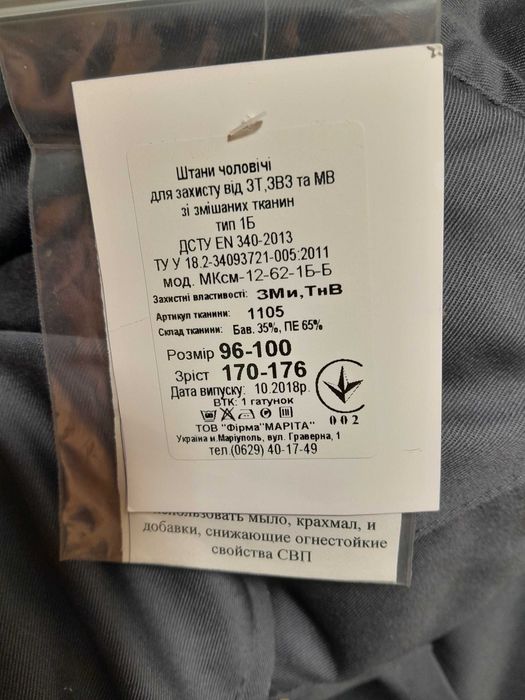 Штани чоловічі
для захисту від ЗТ,ЗВЗ та МВ
зі змішаних тканин
тип 1Б
ДСТУ EN 340-2013
ТУ У 18.2-34093721-005:2011
мод. МКсм-12-62-1Б-Б
Захистні властивості: ЗМи,ТнВ
Артикул тканини: 1105
Склад тканини: Бав. 35%, ПЕ 65%
Розмір 96-100
Зріст 170-176
Дата випуску: 10.2018р.
ВТК: 1 гатунок
002
ТОВ "Фірма"МАРІТА"
Україна м.Маріуполь, вул. Граверна, 1
тел.(0629) 40-17-49
использовать мыло, крахмал, и
добавки, снижающие огнестойкие
свойства СВП